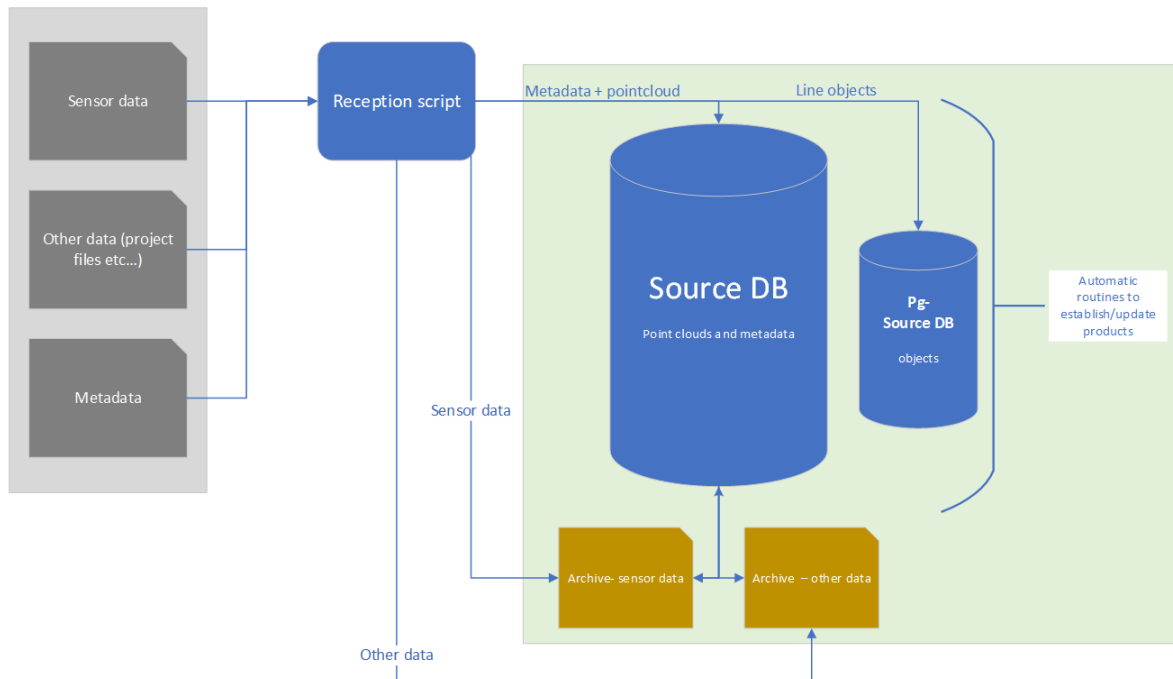 Sensor data
Other data (project
files etc...)
Metadata
Reception script
Metadata + pointcloud
Line objects
Source DB
Point clouds and metadata
Pg-
Source DB
objects
Automatic
routines to
establish/update
products
Sensor data
Archive- sensor data
Archive – other data
Other data